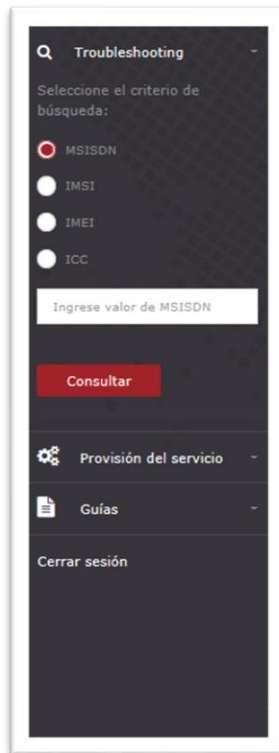 Troubleshooting
Seleccione el criterio de
búsqueda:
MSISDN
IMSI
IMEI
ICC
Ingrese valor de MSISDN
Consultar
Provisión del servicio
Guías
Cerrar sesión